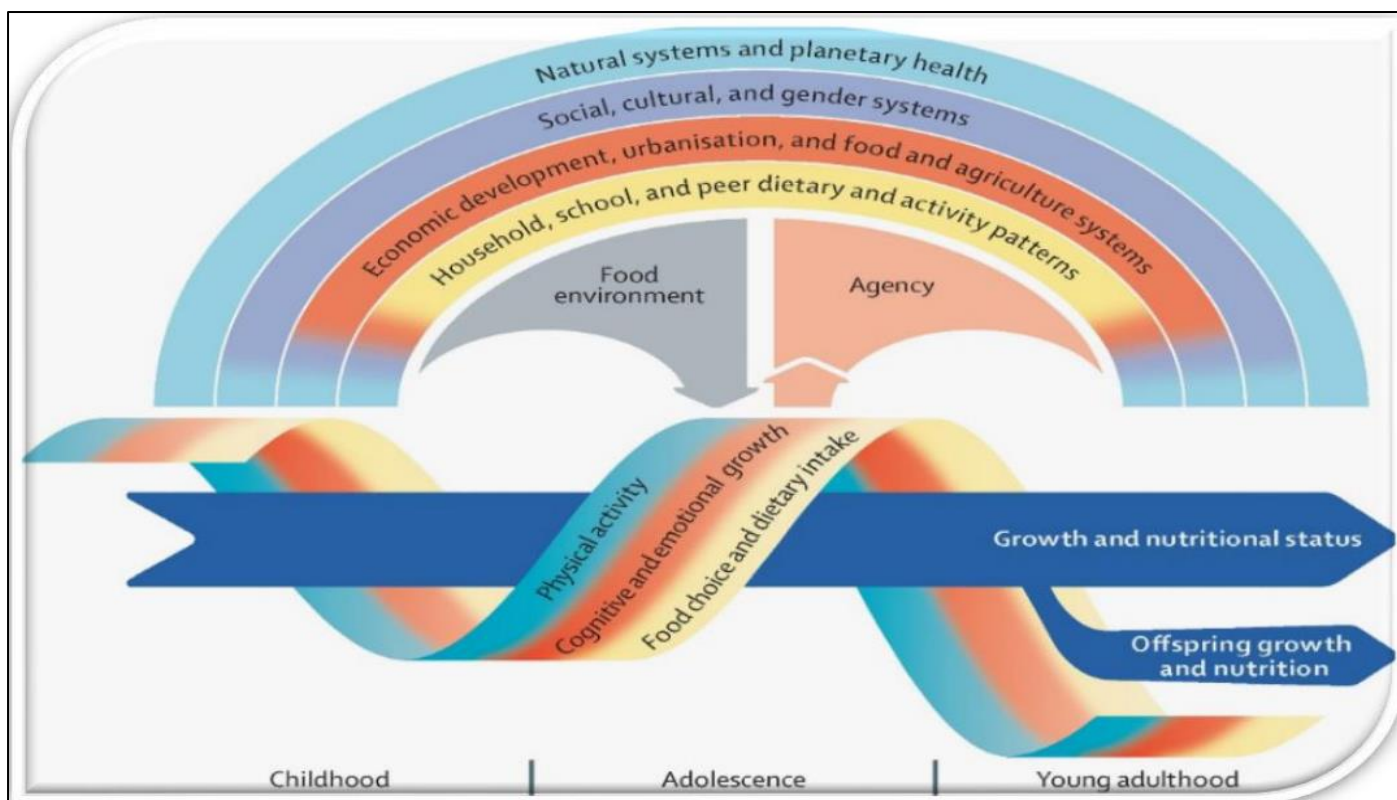 Natural systems and planetary health
Social, cultural, and gender systems
Economic development, urbanisation, and food and agriculture systems
Household, school, and peer dietary and activity patterns
Food
environment
Agency
Physical activity
Cognitive and emotional growth
Food choice and dietary intake
Growth and nutritional status
Offspring growth
and nutrition
Childhood
Adolescence
Young adulthood